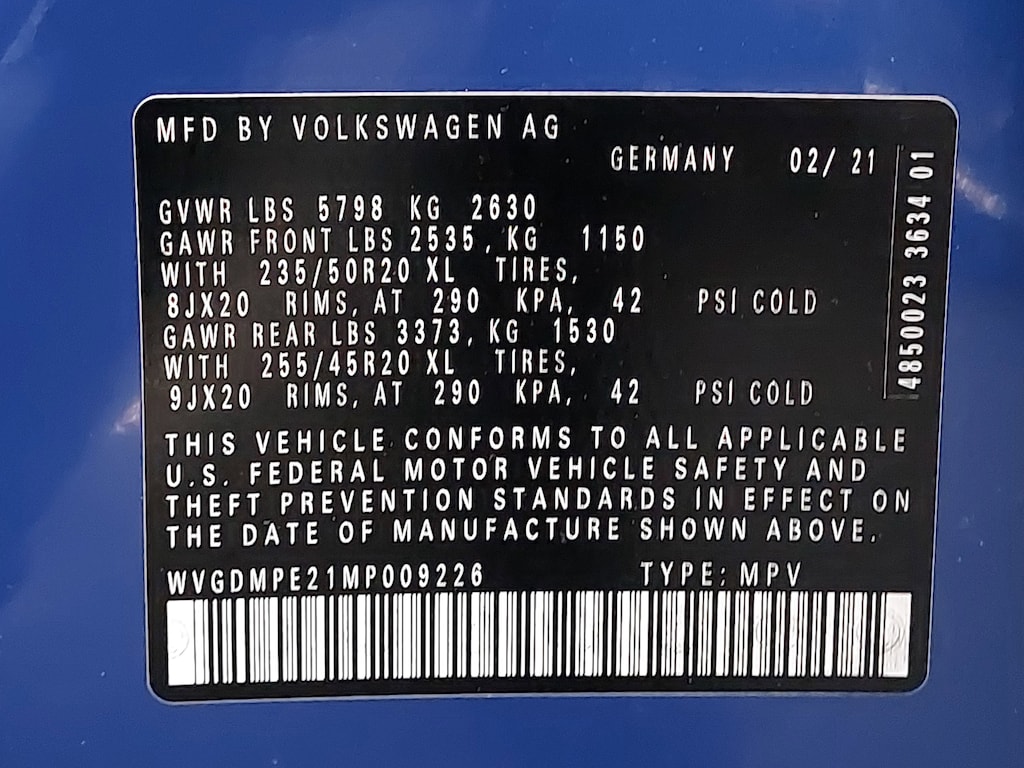 MFD BY VOLKSWAGEN AG
GERMANY 02/ 21
GVWR LBS 5798 KG 2630
GAWR FRONT LBS 2535, KG 1150
WITH 235/50R20 XL TIRES,
8JX20 RIMS, AT 290 KPA, 42 PSI COLD
GAWR REAR LBS 3373, KG 1530
WITH 255/45R20 XL TIRES,
9JX20 RIMS, AT 290 KPA, 42 PSI COLD
THIS VEHICLE CONFORMS TO ALL APPLICABLE
U.S. FEDERAL MOTOR VEHICLE SAFETY AND
THEFT PREVENTION STANDARDS IN EFFECT ON
THE DATE OF MANUFACTURE SHOWN ABOVE.
WVGDMPE21MP009226 TYPE: MPV
4850023 3634 01